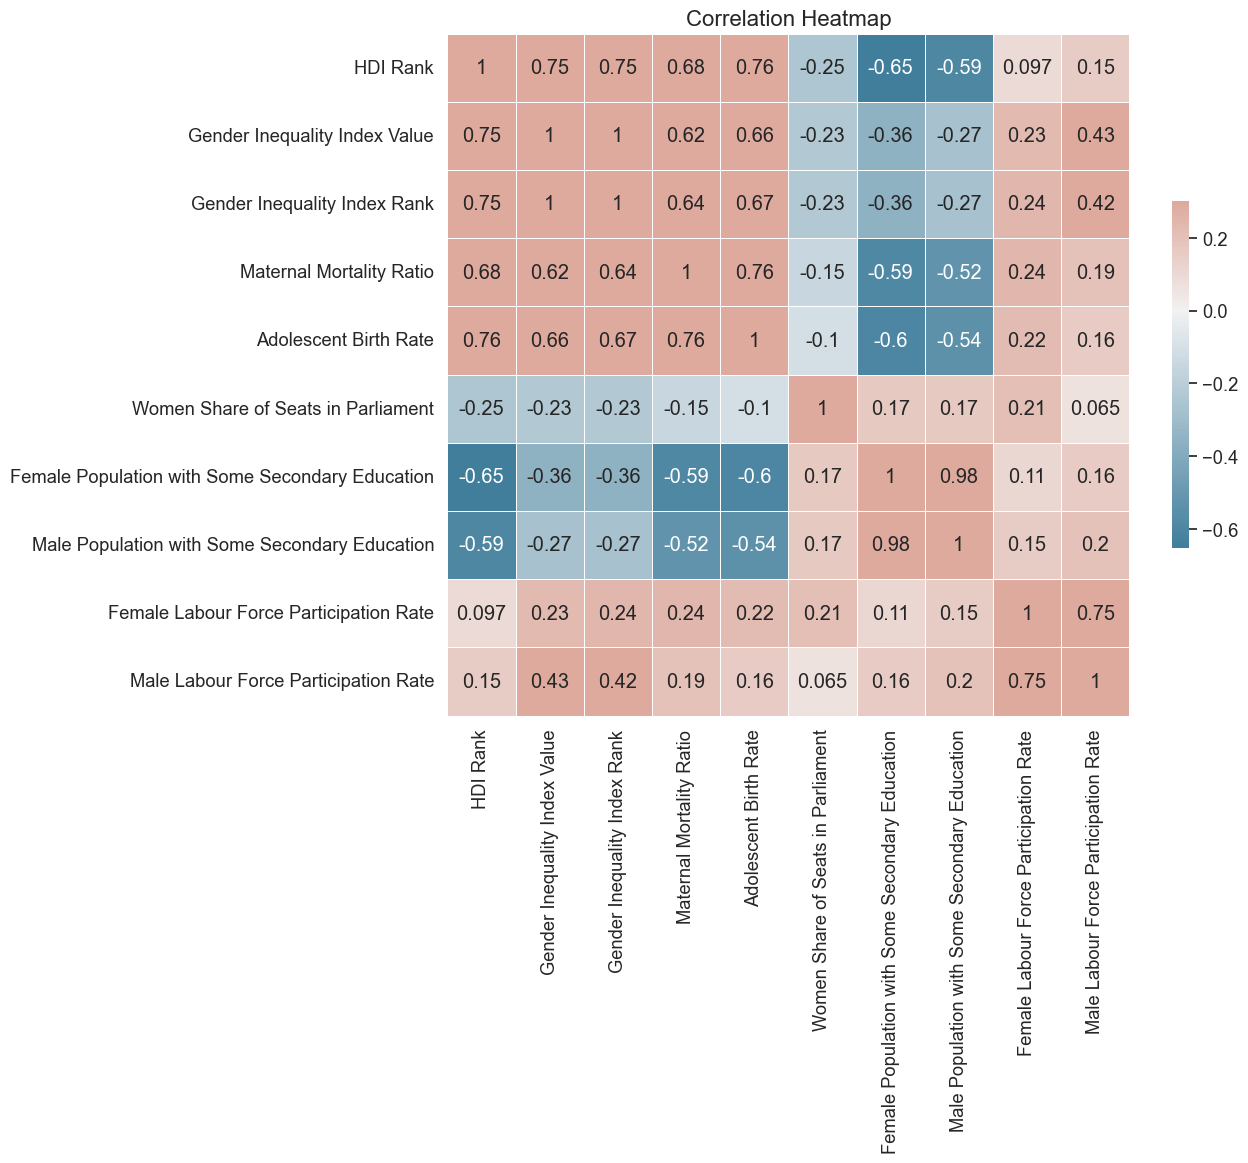 Correlation Heatmap
HDI Rank 1 0.75 0.75 0.68 0.76 -0.25 -0.65 -0.59 0.097 0.15
Gender Inequality Index Value 0.75 1 1 0.62 0.66 -0.23 -0.36 -0.27 0.23 0.43
Gender Inequality Index Rank 0.75 1 1 0.64 0.67 -0.23 -0.36 -0.27 0.24 0.42
Maternal Mortality Ratio 0.68 0.62 0.64 1 0.76 -0.15 -0.59 -0.52 0.24 0.19
Adolescent Birth Rate 0.76 0.66 0.67 0.76 1 -0.1 -0.6 -0.54 0.22 0.16
Women Share of Seats in Parliament -0.25 -0.23 -0.23 -0.15 -0.1 1 0.17 0.17 0.21 0.065
Female Population with Some Secondary Education -0.65 -0.36 -0.36 -0.59 -0.6 0.17 1 0.98 0.11 0.16
Male Population with Some Secondary Education -0.59 -0.27 -0.27 -0.52 -0.54 0.17 0.98 1 0.15 0.2
Female Labour Force Participation Rate 0.097 0.23 0.24 0.24 0.22 0.21 0.11 0.15 1 0.75
Male Labour Force Participation Rate 0.15 0.43 0.42 0.19 0.16 0.065 0.16 0.2 0.75 1
HDI Rank
Gender Inequality Index Value
Gender Inequality Index Rank
Maternal Mortality Ratio
Adolescent Birth Rate
Women Share of Seats in Parliament
Female Population with Some Secondary Education
Male Population with Some Secondary Education
Female Labour Force Participation Rate
Male Labour Force Participation Rate
0.2
0.0
−0.2
−0.4
−0.6